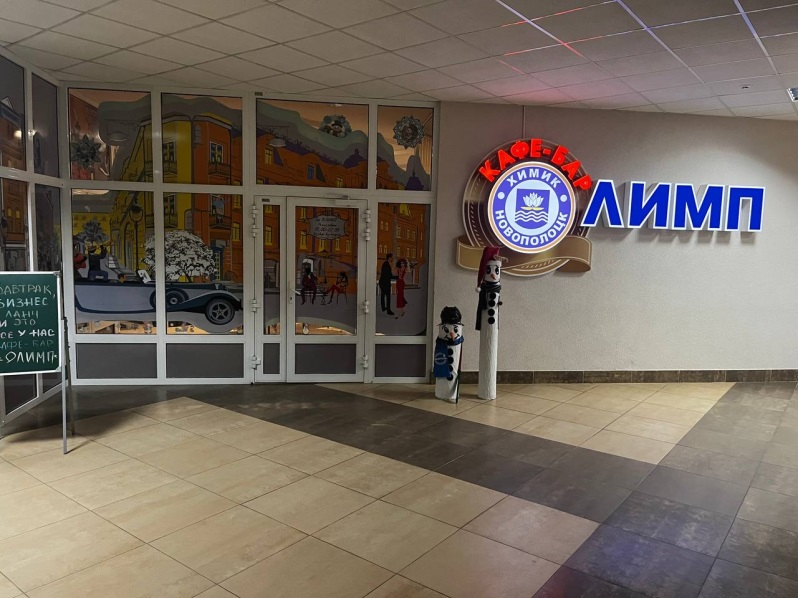 ЗАВТРАК,
БИЗНЕС
ЛАНЧ
И ЭТО
ВСЕ У НАС
КАФЕ-БАР
«ОЛИМП»
КАФЕ-БАР
ХИМИК
НОВОПОЛОЦК
ЛИМП